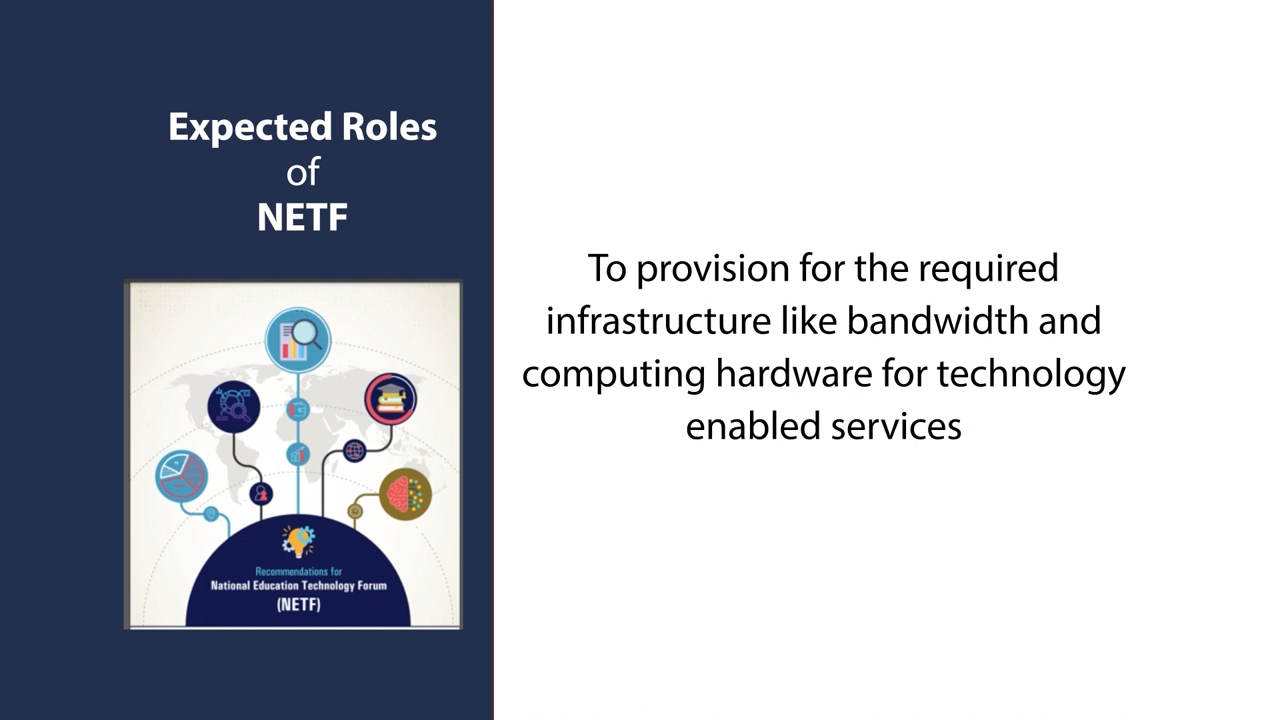 Expected Roles
of
NETF
Recommendations for
National Education Technology Forum
(NETF)
To provision for the required
infrastructure like bandwidth and
computing hardware for technology
enabled services